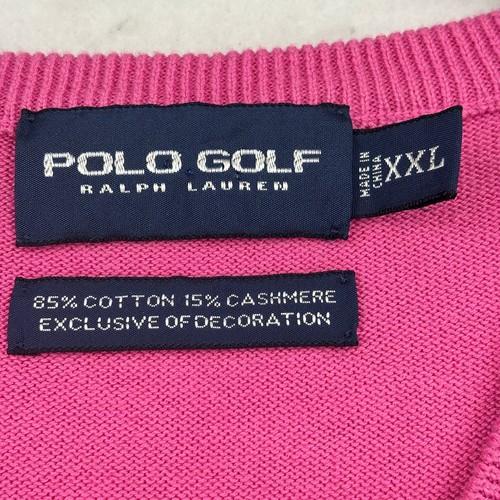 POLO GOLF
RALPH LAUREN
MADE IN
CHINA
XXL
85% COTTON 15% CASHMERE
EXCLUSIVE OF DECORATION